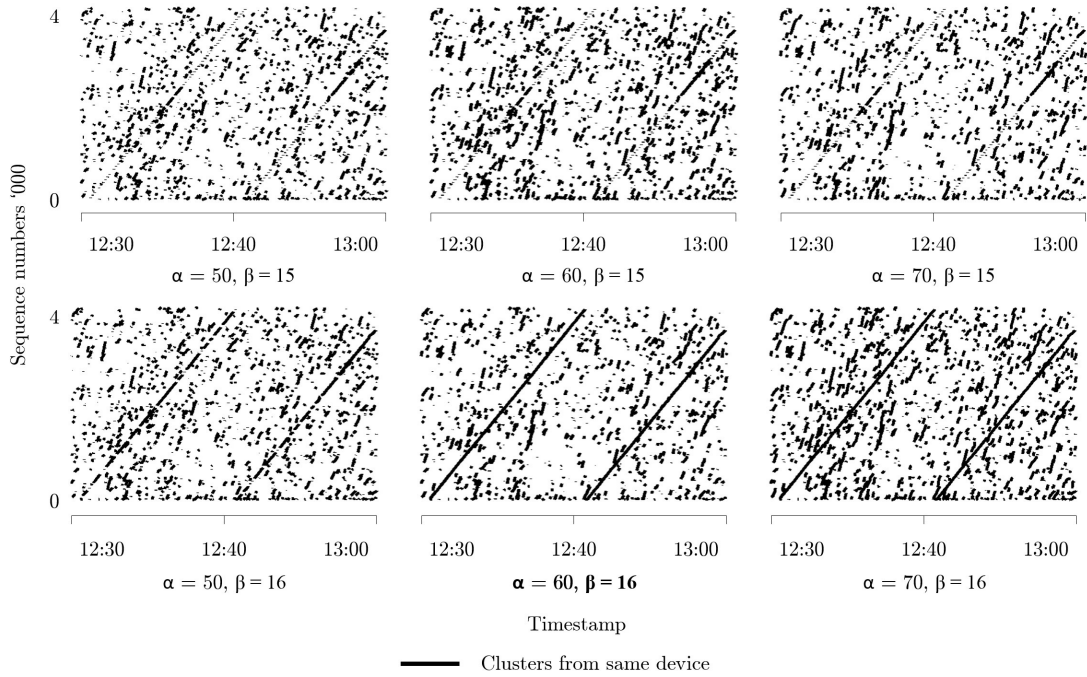 Sequence numbers ‘000
4
0
12:30 12:40 13:00
α = 50, β = 15
12:30 12:40 13:00
α = 60, β = 15
12:30 12:40 13:00
α = 70, β = 15
4
0
12:30 12:40 13:00
α = 50, β = 16
12:30 12:40 13:00
α = 60, β = 16
12:30 12:40 13:00
α = 70, β = 16
Timestamp
Clusters from same device